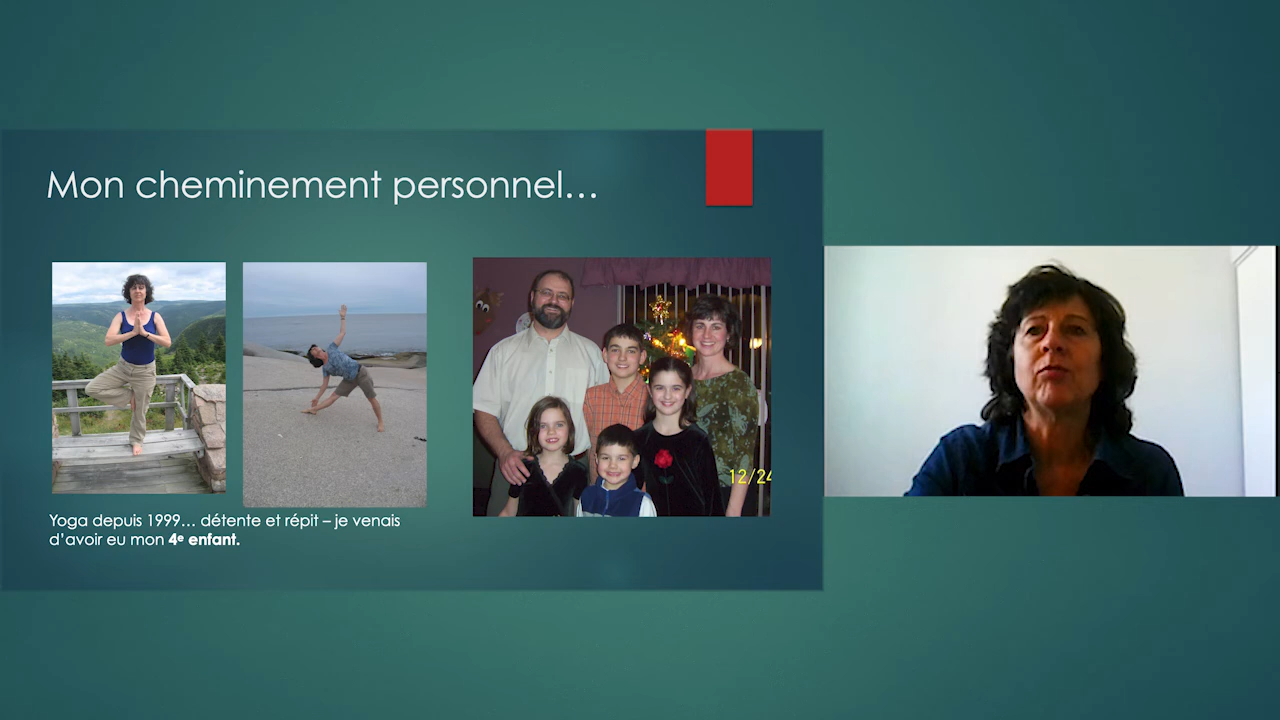 Mon cheminement personnel…
12/24
Yoga depuis 1999… détente et répit – je venais
d’avoir eu mon 4e enfant.